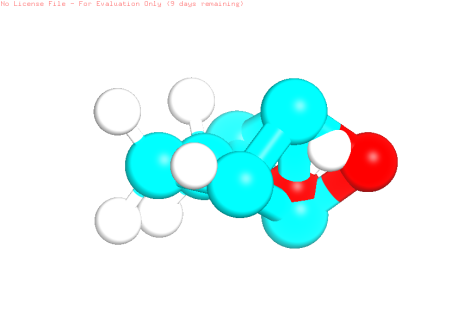 No License File - For Evaluation Only (9 days remaining)